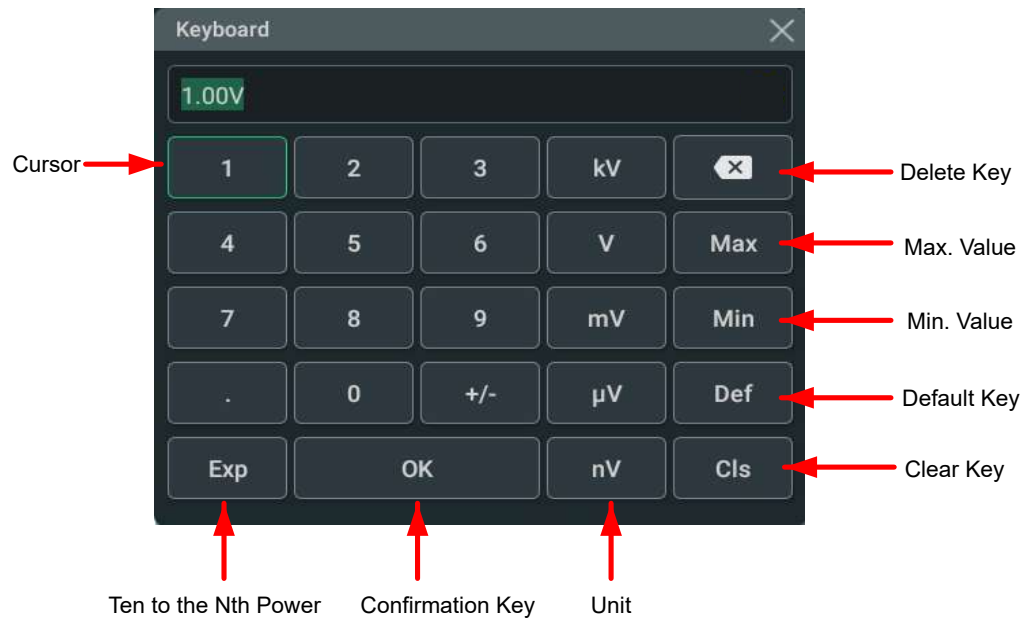 Keyboard
1.00V
Cursor
1 2 3 kV
Delete Key
4 5 6 V Max
Max. Value
7 8 9 mV Min
Min. Value
. 0 +/- µV Def
Default Key
Exp OK nV Cls
Clear Key
Ten to the Nth Power
Confirmation Key
Unit